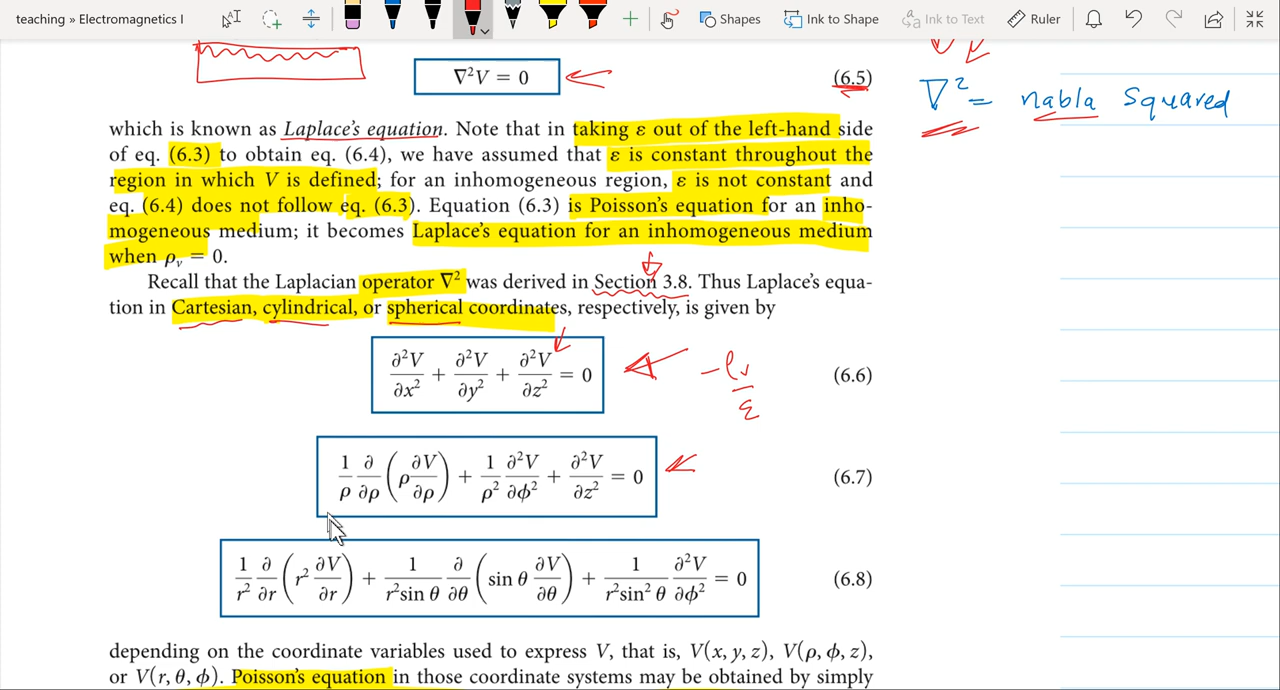 teaching » Electromagnetics I
Shapes
Ink to Shape
Ink to Text
Ruler
∇²V = 0
(6.5)
∇² = nabla squared
which is known as Laplace's equation. Note that in taking ε out of the left-hand side
of eq. (6.3) to obtain eq. (6.4), we have assumed that ε is constant throughout the
region in which V is defined; for an inhomogeneous region, ε is not constant and
eq. (6.4) does not follow eq. (6.3). Equation (6.3) is Poisson's equation for an inho-
mogeneous medium; it becomes Laplace's equation for an inhomogeneous medium
when ρᵥ = 0.
Recall that the Laplacian operator ∇² was derived in Section 3.8. Thus Laplace's equa-
tion in Cartesian, cylindrical, or spherical coordinates, respectively, is given by
∂²V/∂x² + ∂²V/∂y² + ∂²V/∂z² = 0
-ρᵥ/ε
(6.6)
1/ρ ∂/∂ρ (ρ ∂V/∂ρ) + 1/ρ² ∂²V/∂ϕ² + ∂²V/∂z² = 0
(6.7)
1/r² ∂/∂r (r² ∂V/∂r) + 1/(r² sin θ) ∂/∂θ (sin θ ∂V/∂θ) + 1/(r² sin² θ) ∂²V/∂ϕ² = 0
(6.8)
depending on the coordinate variables used to express V, that is, V(x, y, z), V(ρ, ϕ, z),
or V(r, θ, ϕ). Poisson's equation in those coordinate systems may be obtained by simply